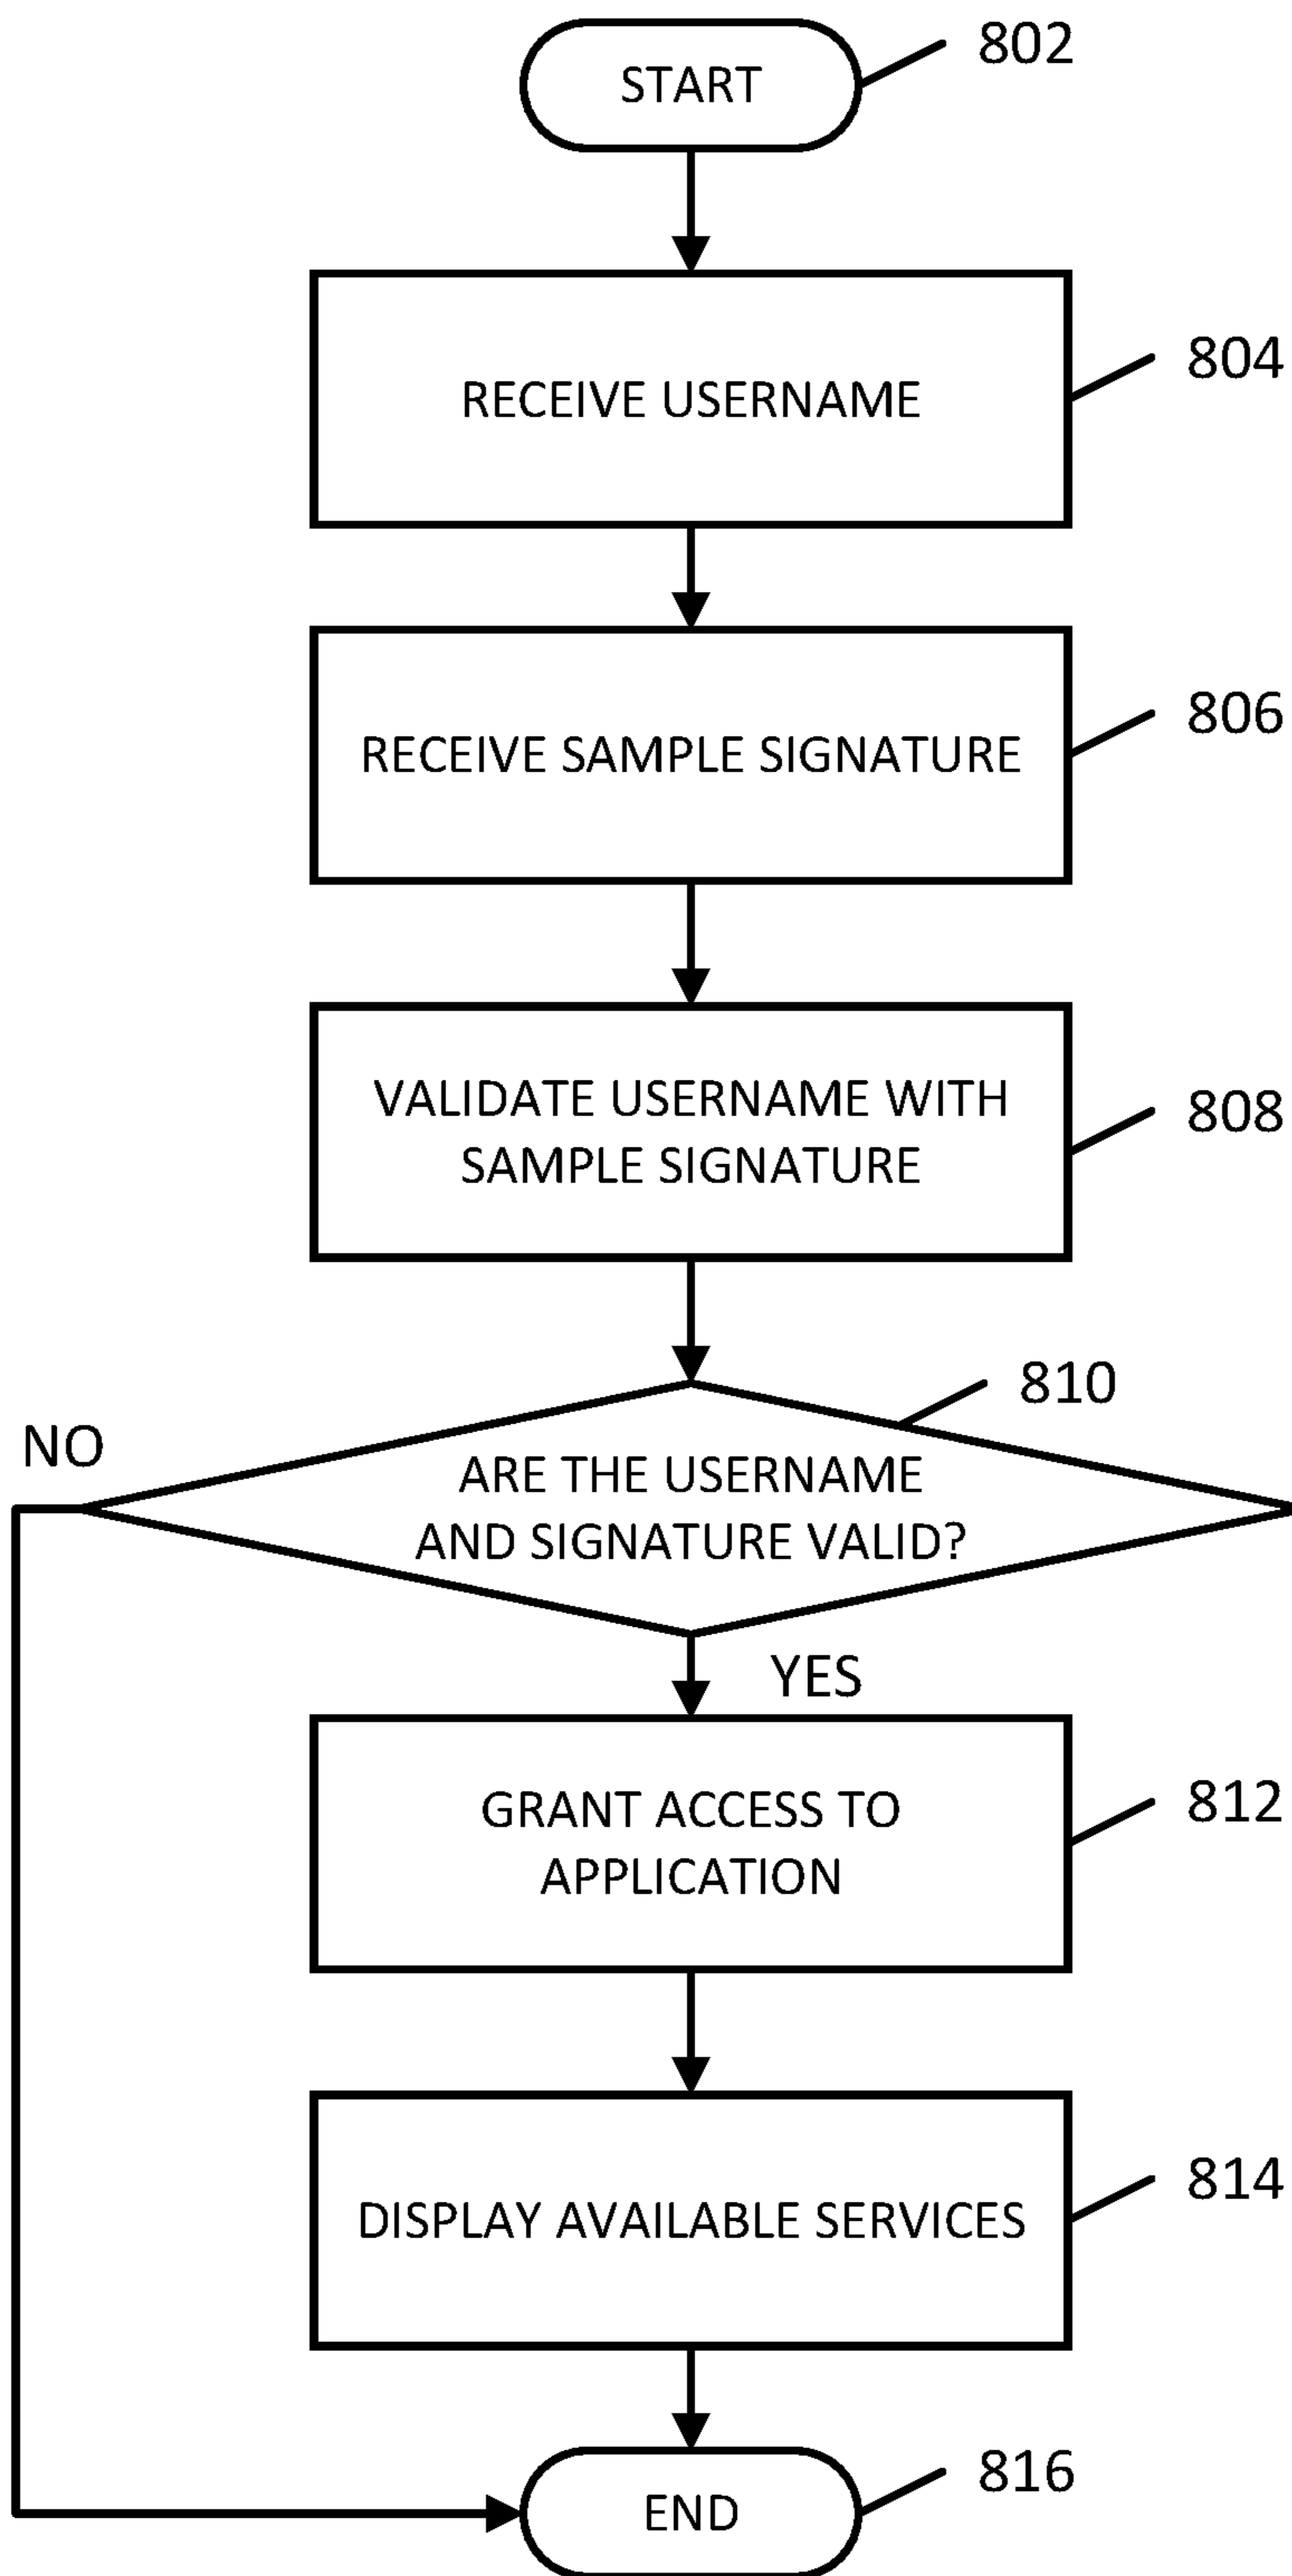 START
802
RECEIVE USERNAME
804
RECEIVE SAMPLE SIGNATURE
806
VALIDATE USERNAME WITH
SAMPLE SIGNATURE
808
810
NO
ARE THE USERNAME
AND SIGNATURE VALID?
YES
GRANT ACCESS TO
APPLICATION
812
DISPLAY AVAILABLE SERVICES
814
END
816